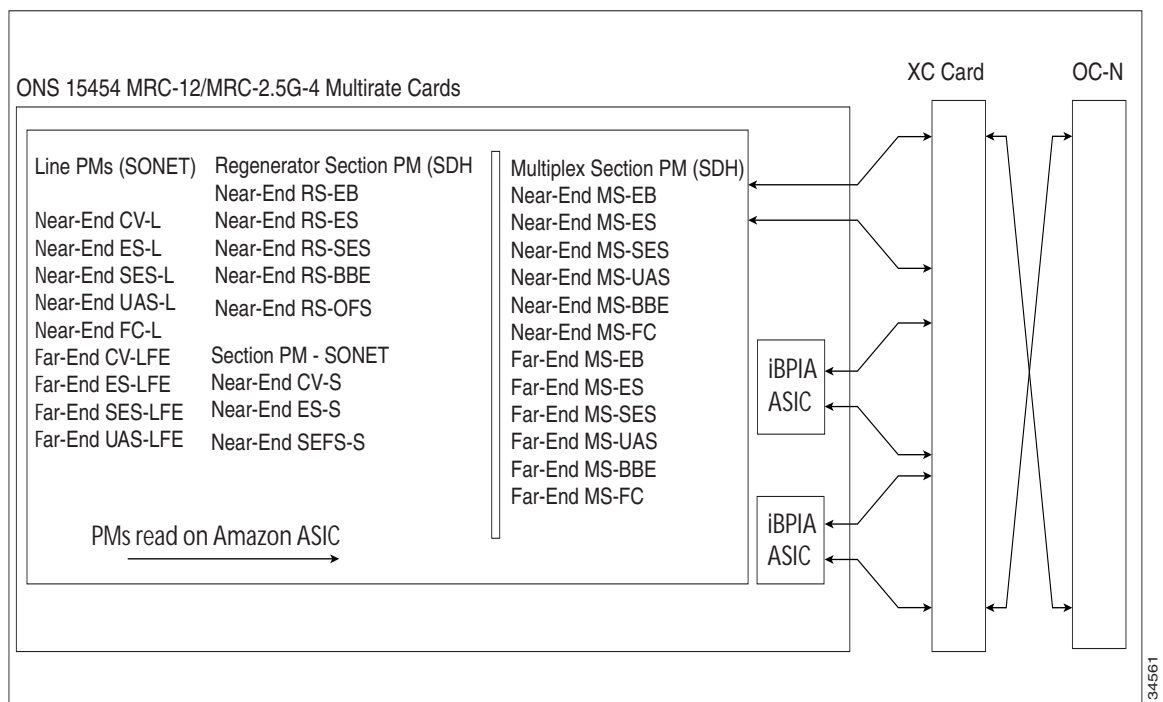 XC Card
OC-N
ONS 15454 MRC-12/MRC-2.5G-4 Multirate Cards
Line PMs (SONET)
Near-End CV-L
Near-End ES-L
Near-End SES-L
Near-End UAS-L
Near-End FC-L
Far-End CV-LFE
Far-End ES-LFE
Far-End SES-LFE
Far-End UAS-LFE
Regenerator Section PM (SDH
Near-End RS-EB
Near-End RS-ES
Near-End RS-SES
Near-End RS-BBE
Near-End RS-OFS
Section PM - SONET
Near-End CV-S
Near-End ES-S
Near-End SEFS-S
Multiplex Section PM (SDH)
Near-End MS-EB
Near-End MS-ES
Near-End MS-SES
Near-End MS-UAS
Near-End MS-BBE
Near-End MS-FC
Far-End MS-EB
Far-End MS-ES
Far-End MS-SES
Far-End MS-UAS
Far-End MS-BBE
Far-End MS-FC
PMs read on Amazon ASIC
iBPIA
ASIC
iBPIA
ASIC
34561